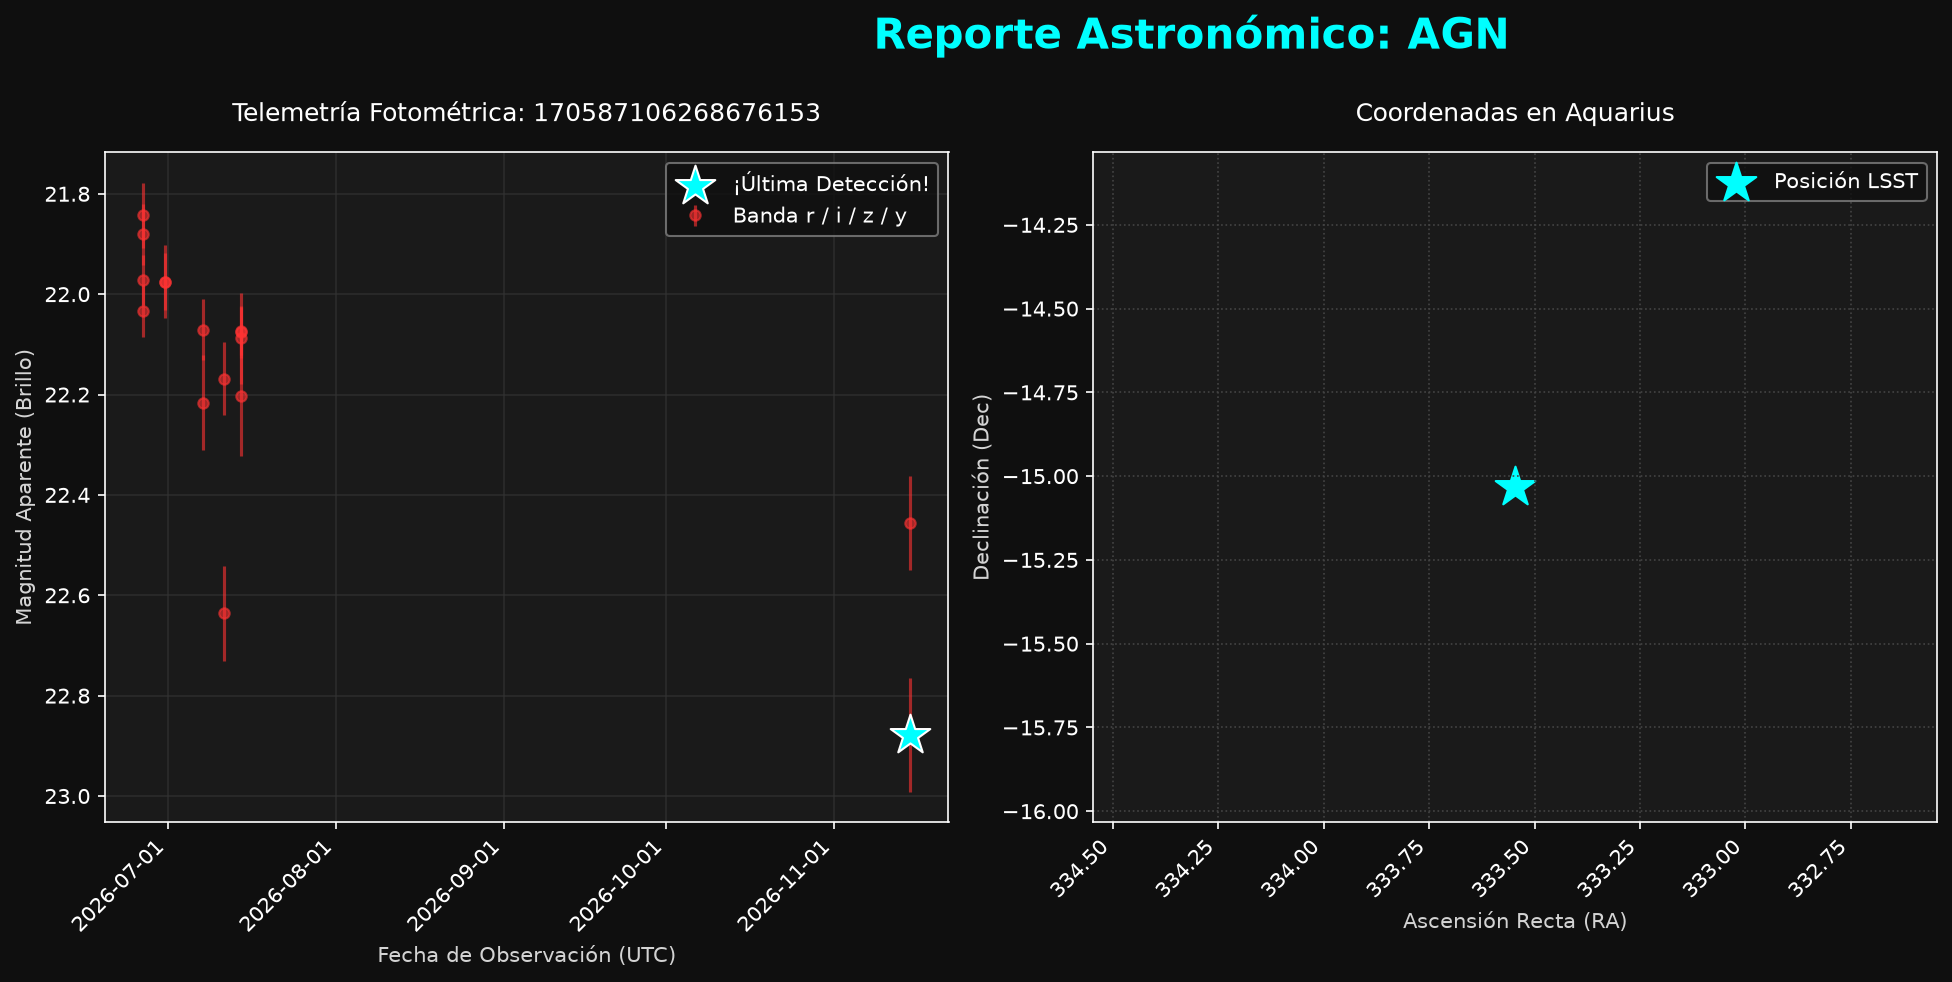 Reporte Astronómico: AGN
Telemetría Fotométrica: 170587106268676153
¡Última Detección!
Banda r / i / z / y
Magnitud Aparente (Brillo)
21.8
22.0
22.2
22.4
22.6
22.8
23.0
2026-07-01
2026-08-01
2026-09-01
2026-10-01
2026-11-01
Fecha de Observación (UTC)
Coordenadas en Aquarius
Posición LSST
Declinación (Dec)
−14.25
−14.50
−14.75
−15.00
−15.25
−15.50
−15.75
−16.00
334.50
334.25
334.00
333.75
333.50
333.25
333.00
332.75
Ascensión Recta (RA)